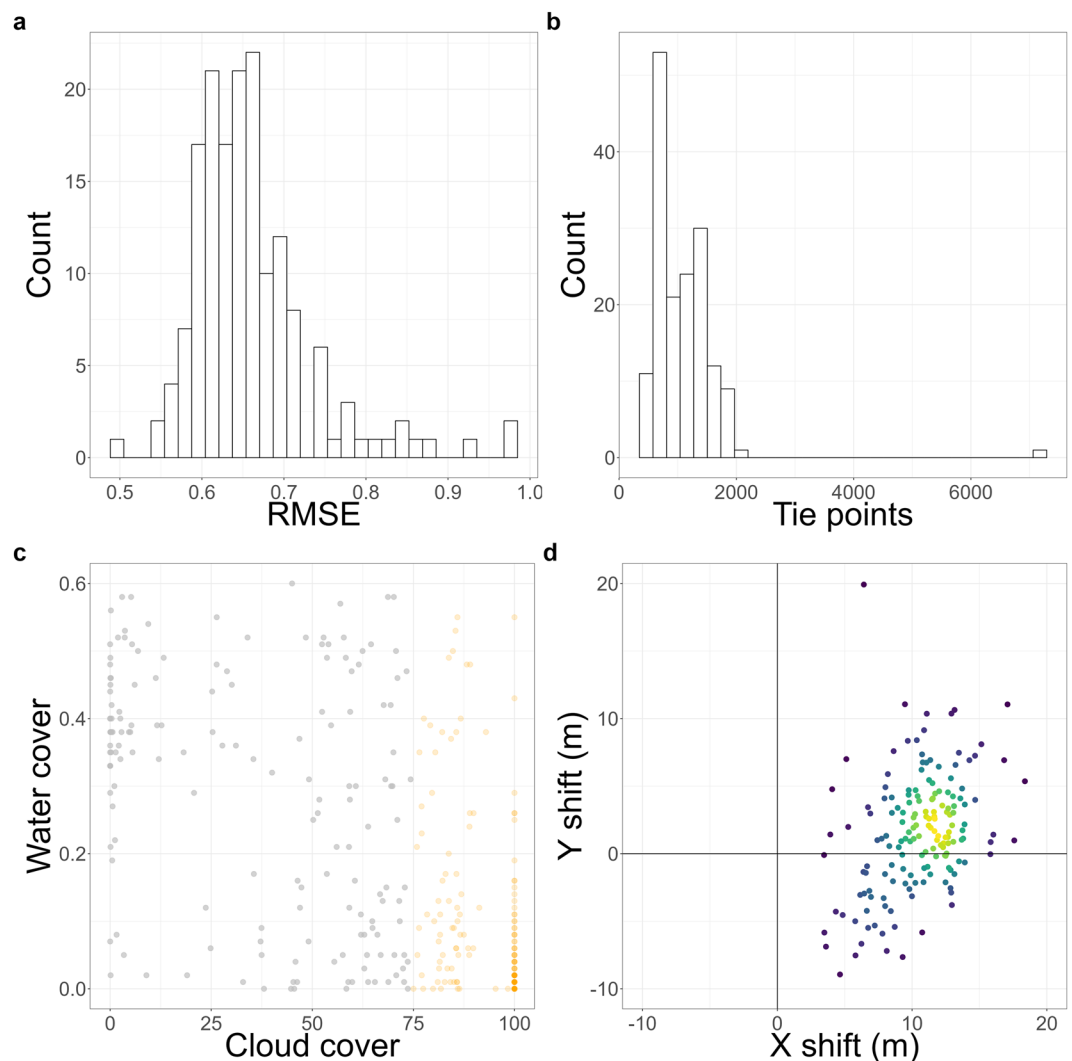 a
Count
20
15
10
5
0
0.5 0.6 0.7 0.8 0.9 1.0
RMSE
b
Count
40
20
0
0 2000 4000 6000
Tie points
c
Water cover
0.6
0.4
0.2
0.0
0 25 50 75 100
Cloud cover
d
Y shift (m)
20
10
0
-10
-10 0 10 20
X shift (m)